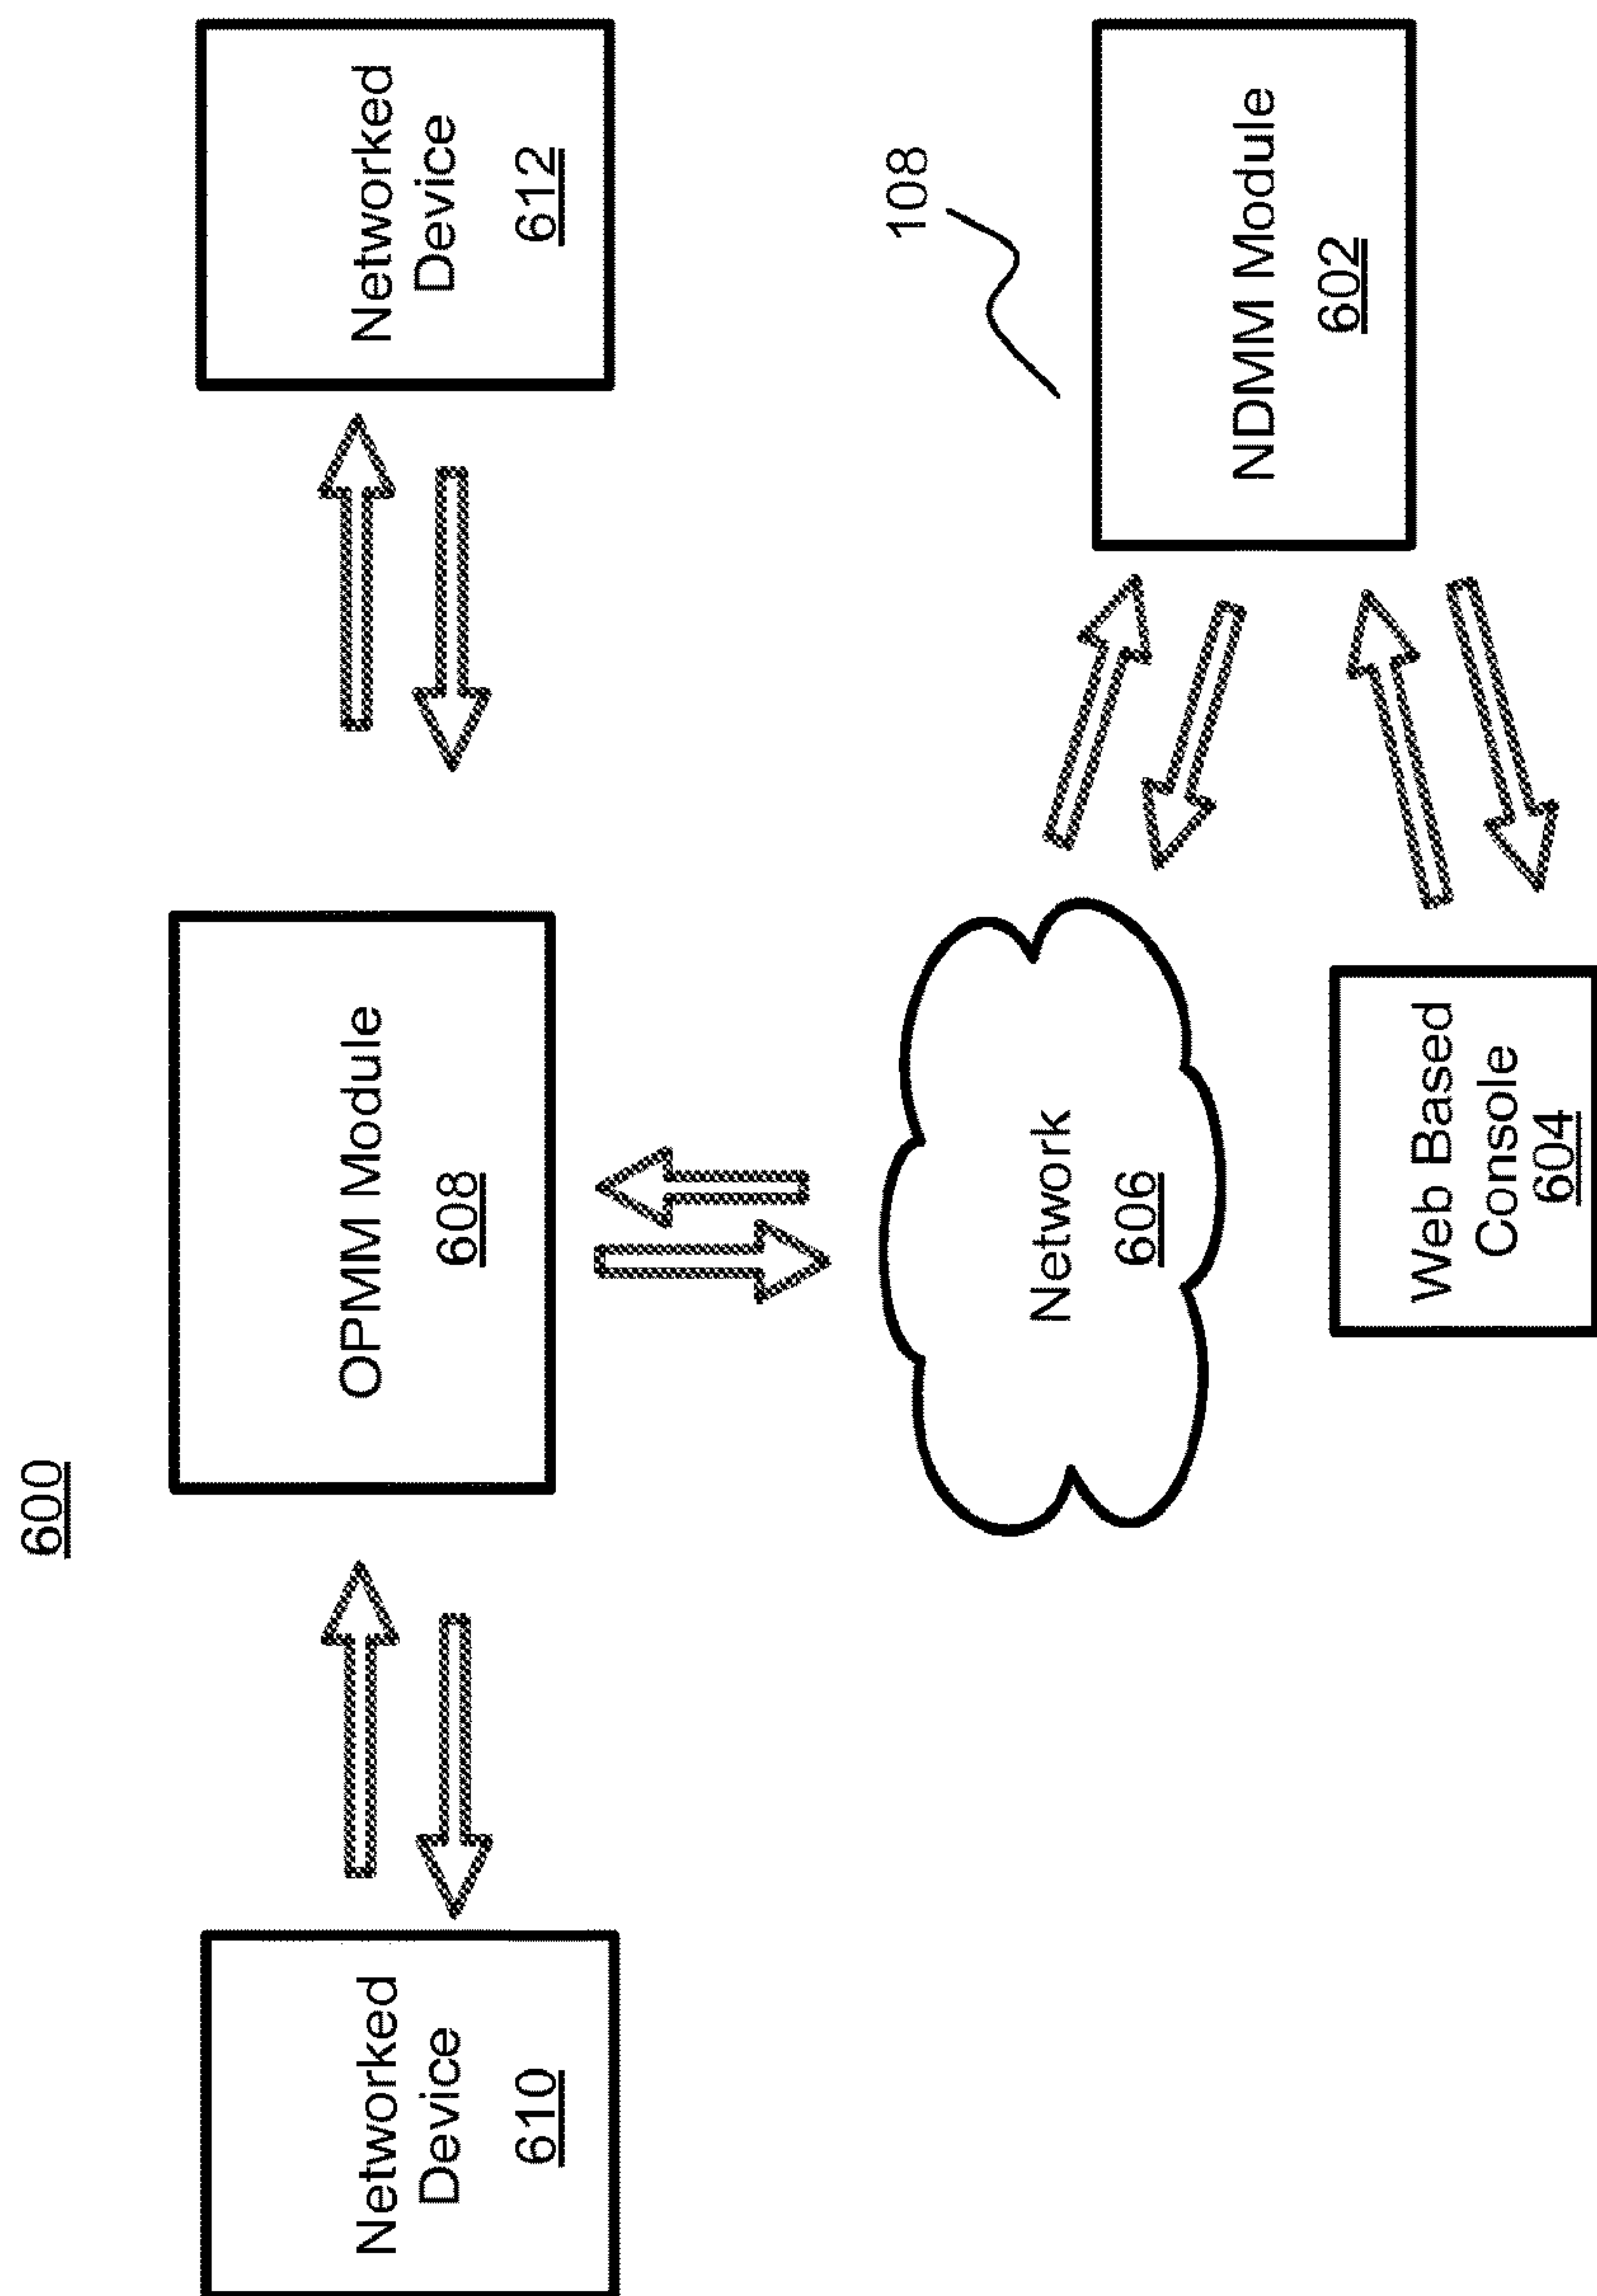 600
Networked
Device
610
OPMM Module
608
Networked
Device
612
Network
606
108
NDMM Module
602
Web Based
Console
604